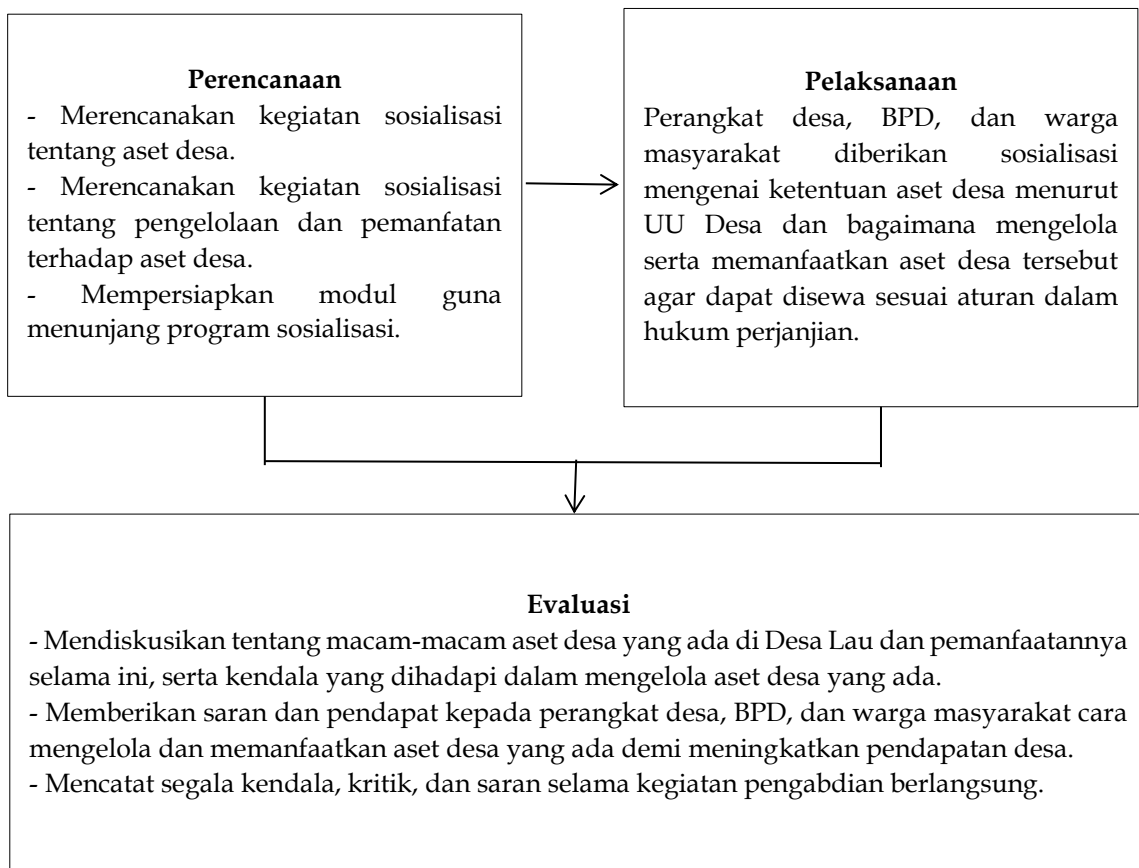 Perencanaan
- Merencanakan kegiatan sosialisasi
tentang aset desa.
- Merencanakan kegiatan sosialisasi
tentang pengelolaan dan pemanfatan
terhadap aset desa.
- Mempersiapkan modul guna
menunjang program sosialisasi.
Pelaksanaan
Perangkat desa, BPD, dan warga
masyarakat diberikan sosialisasi
mengenai ketentuan aset desa menurut
UU Desa dan bagaimana mengelola
serta memanfaatkan aset desa tersebut
agar dapat disewa sesuai aturan dalam
hukum perjanjian.
Evaluasi
- Mendiskusikan tentang macam-macam aset desa yang ada di Desa Lau dan pemanfaatannya
selama ini, serta kendala yang dihadapi dalam mengelola aset desa yang ada.
- Memberikan saran dan pendapat kepada perangkat desa, BPD, dan warga masyarakat cara
mengelola dan memanfaatkan aset desa yang ada demi meningkatkan pendapatan desa.
- Mencatat segala kendala, kritik, dan saran selama kegiatan pengabdian berlangsung.